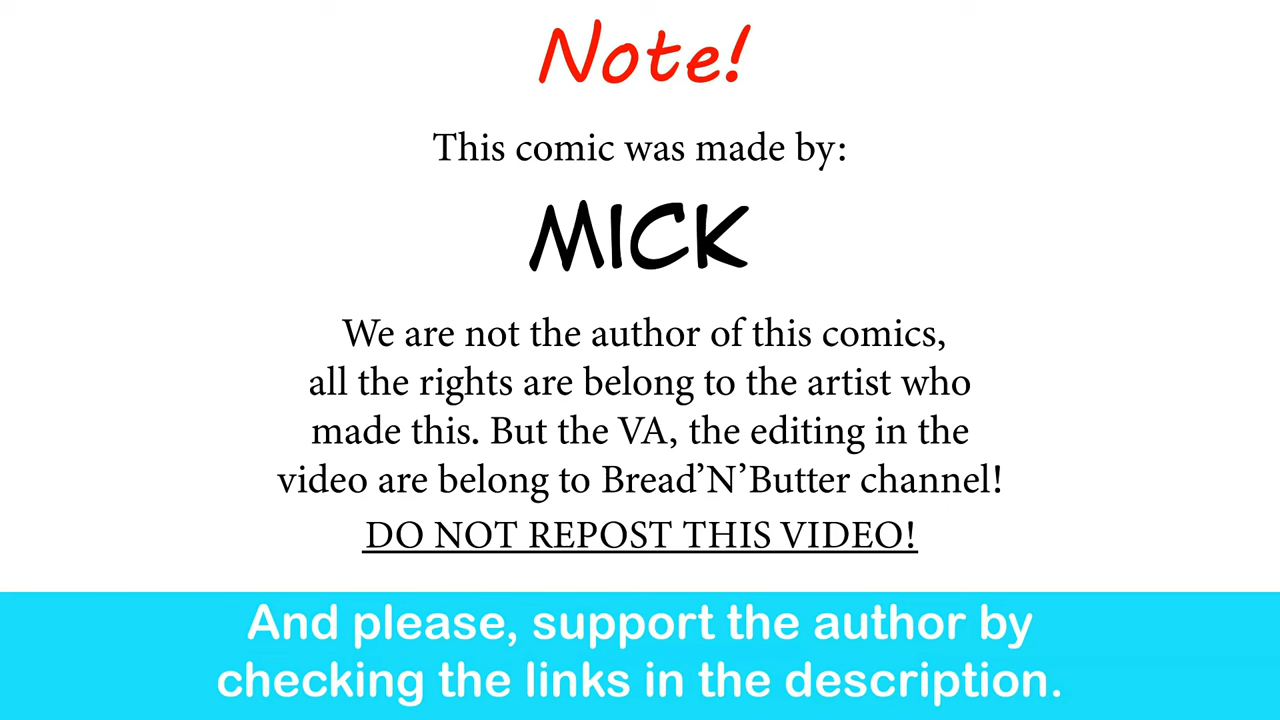 Note!
This comic was made by:
MICK
We are not the author of this comics,
all the rights are belong to the artist who
made this. But the VA, the editing in the
video are belong to Bread’N’Butter channel!
DO NOT REPOST THIS VIDEO!
And please, support the author by
checking the links in the description.